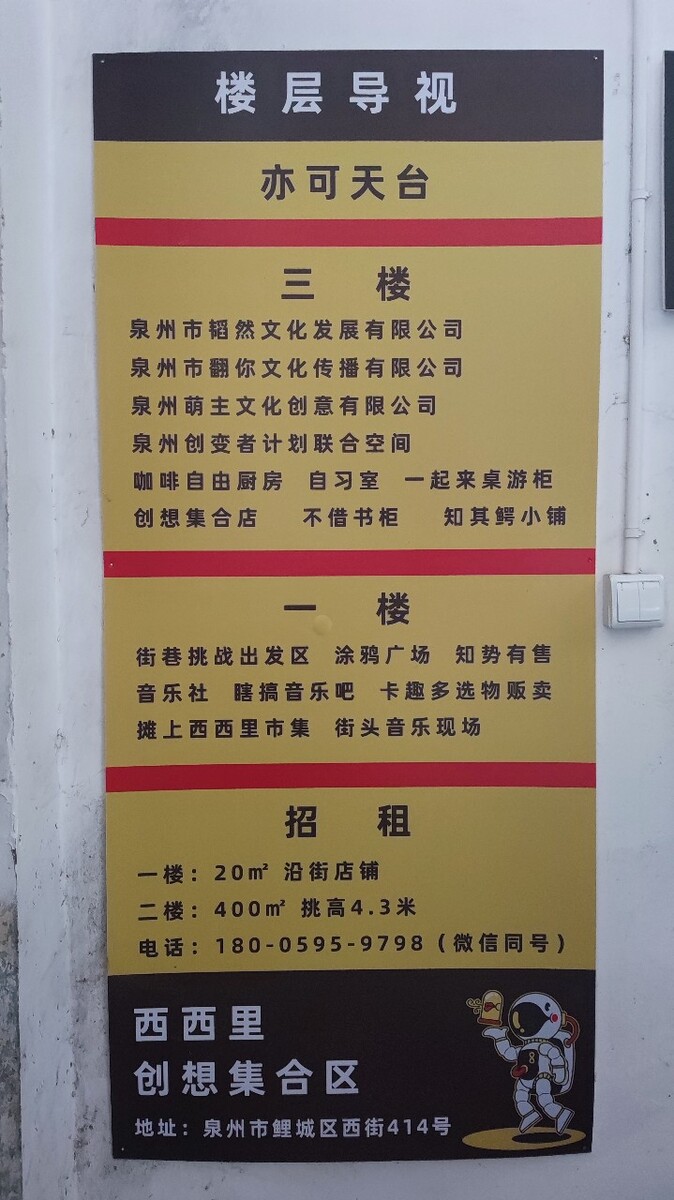 楼层导视
亦可天台
三 楼
泉州市韬然文化发展有限公司
泉州市翻你文化传播有限公司
泉州萌主文化创意有限公司
泉州创变者计划联合空间
咖啡自由厨房 自习室 一起来桌游柜
创想集合店 不借书柜 知其鳄小铺
一 楼
街巷挑战出发区 涂鸦广场 知势有售
音乐社 瞎搞音乐吧 卡趣多选物贩卖
摊上西西里市集 街头音乐现场
招 租
一楼：20㎡ 沿街店铺
二楼：400㎡ 挑高4.3米
电话：180-0595-9798（微信同号）
西西里
创想集合区
地址：泉州市鲤城区西街414号